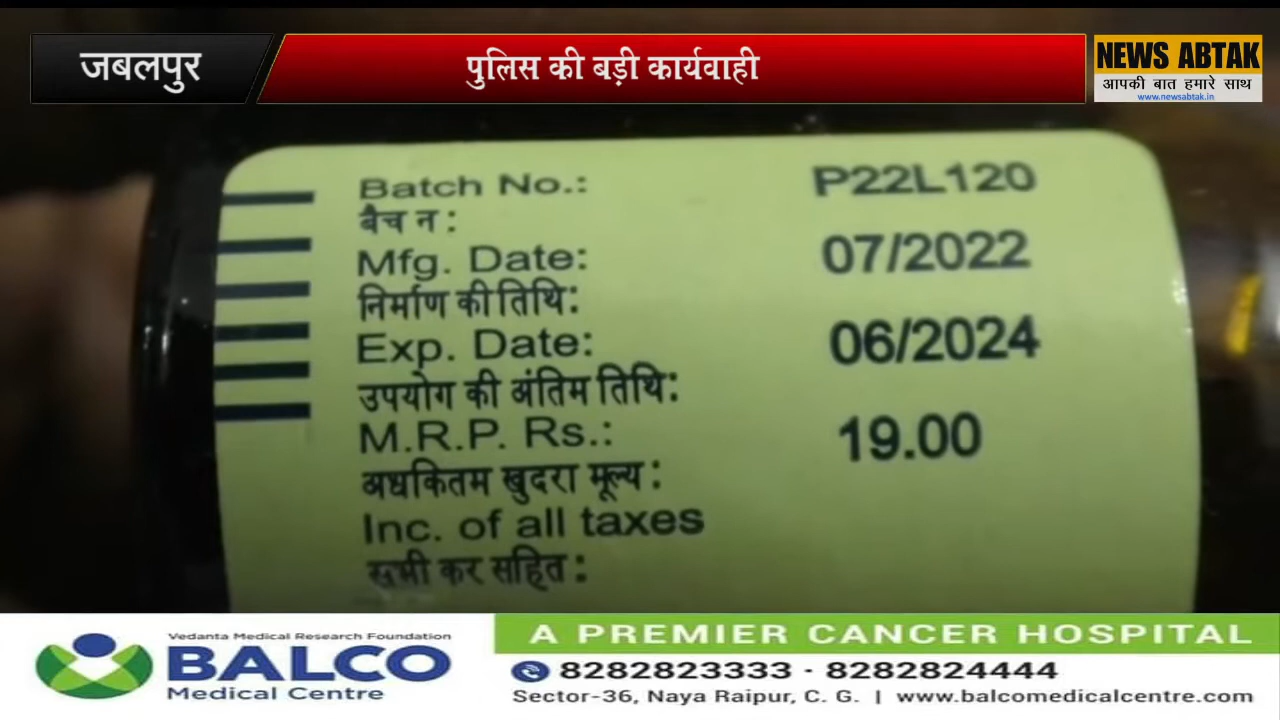 जबलपुर
पुलिस की बड़ी कार्यवाही
NEWS ABTAK
आपकी बात हमारे साथ
www.newsabtak.in
Batch No.: P22L120
बैच न :
Mfg. Date: 07/2022
निर्माण की तिथि:
Exp. Date: 06/2024
उपयोग की अंतिम तिथि:
M.R.P. Rs.: 19.00
अधकितम खुदरा मूल्य :
Inc. of all taxes
सभी कर सहित :
Vedanta Medical Research Foundation
BALCO
Medical Centre
A PREMIER CANCER HOSPITAL
8282823333 · 8282824444
Sector-36, Naya Raipur, C. G. | www.balcomedicalcentre.com